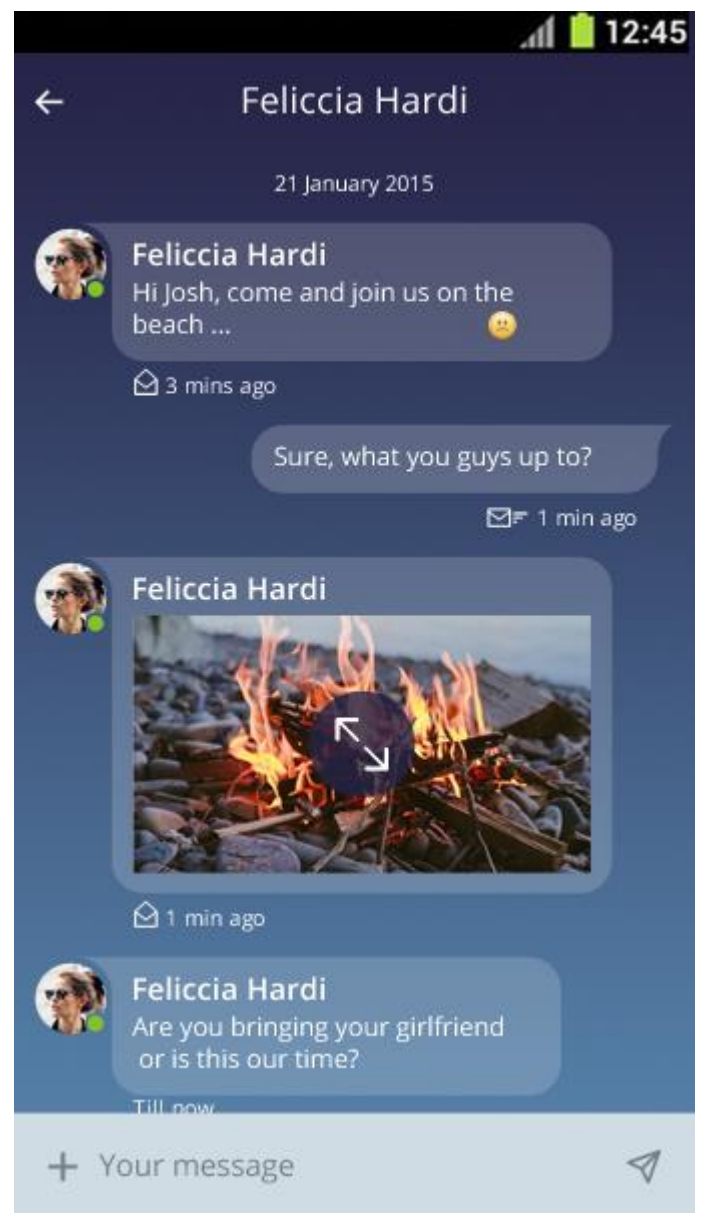 12:45
Feliccia Hardi
21 January 2015
Feliccia Hardi
Hi Josh, come and join us on the
beach ...
3 mins ago
Sure, what you guys up to?
1 min ago
Feliccia Hardi
1 min ago
Feliccia Hardi
Are you bringing your girlfriend
or is this our time?
Till now
Your message